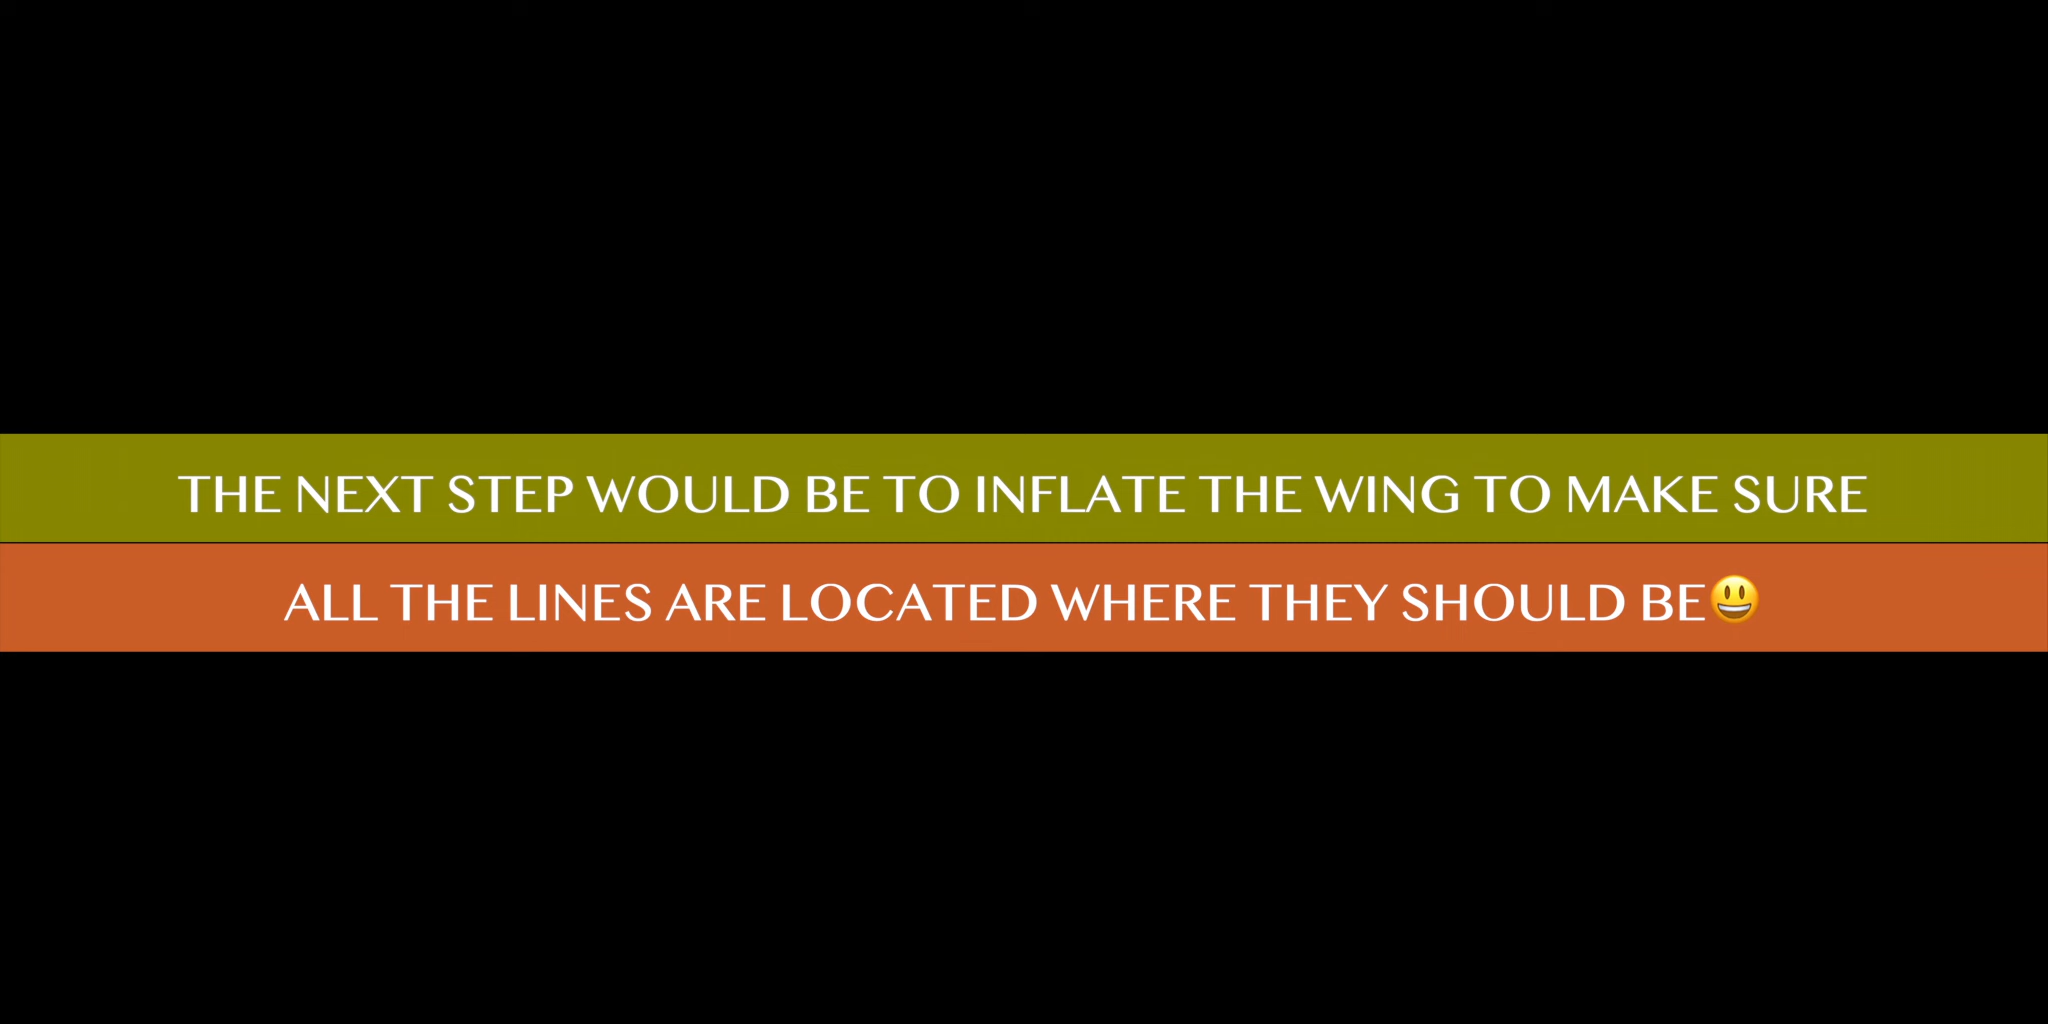 THE NEXT STEP WOULD BE TO INFLATE THE WING TO MAKE SURE
ALL THE LINES ARE LOCATED WHERE THEY SHOULD BE😃